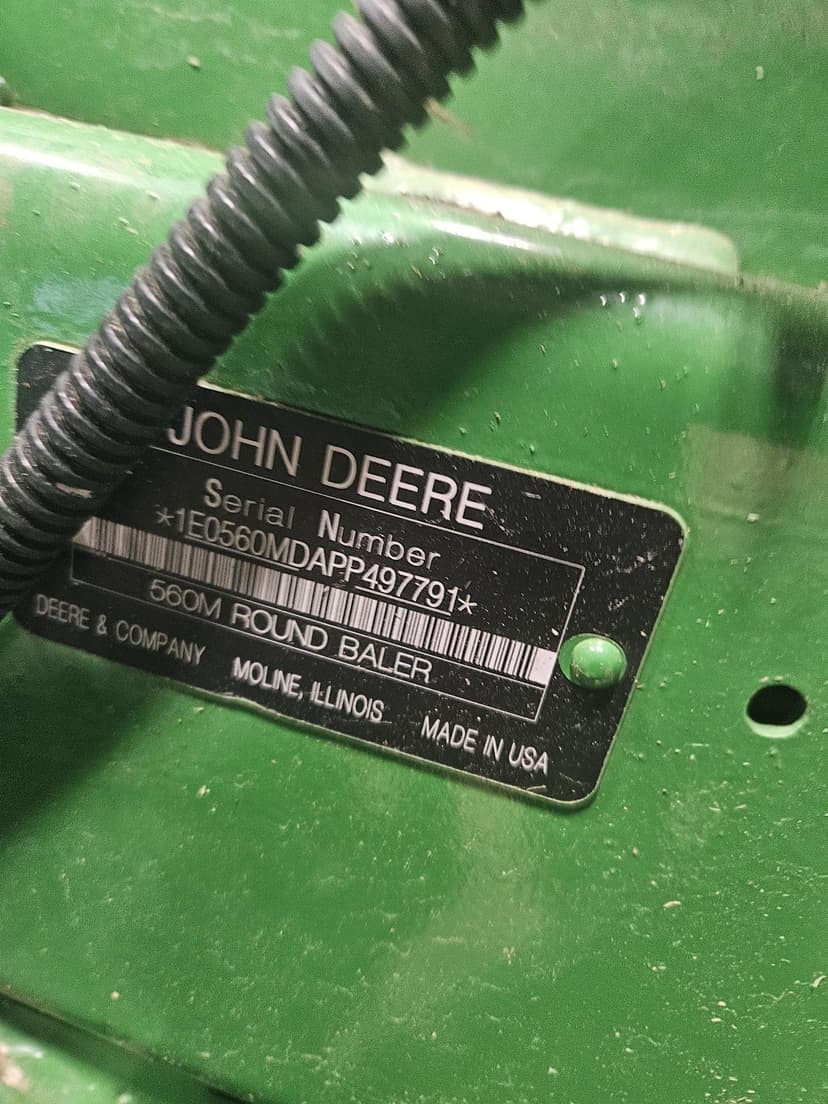 JOHN DEERE
Serial Number
*1E0560MDAPP497791*
560M ROUND BALER
DEERE & COMPANY MOLINE, ILLINOIS MADE IN USA